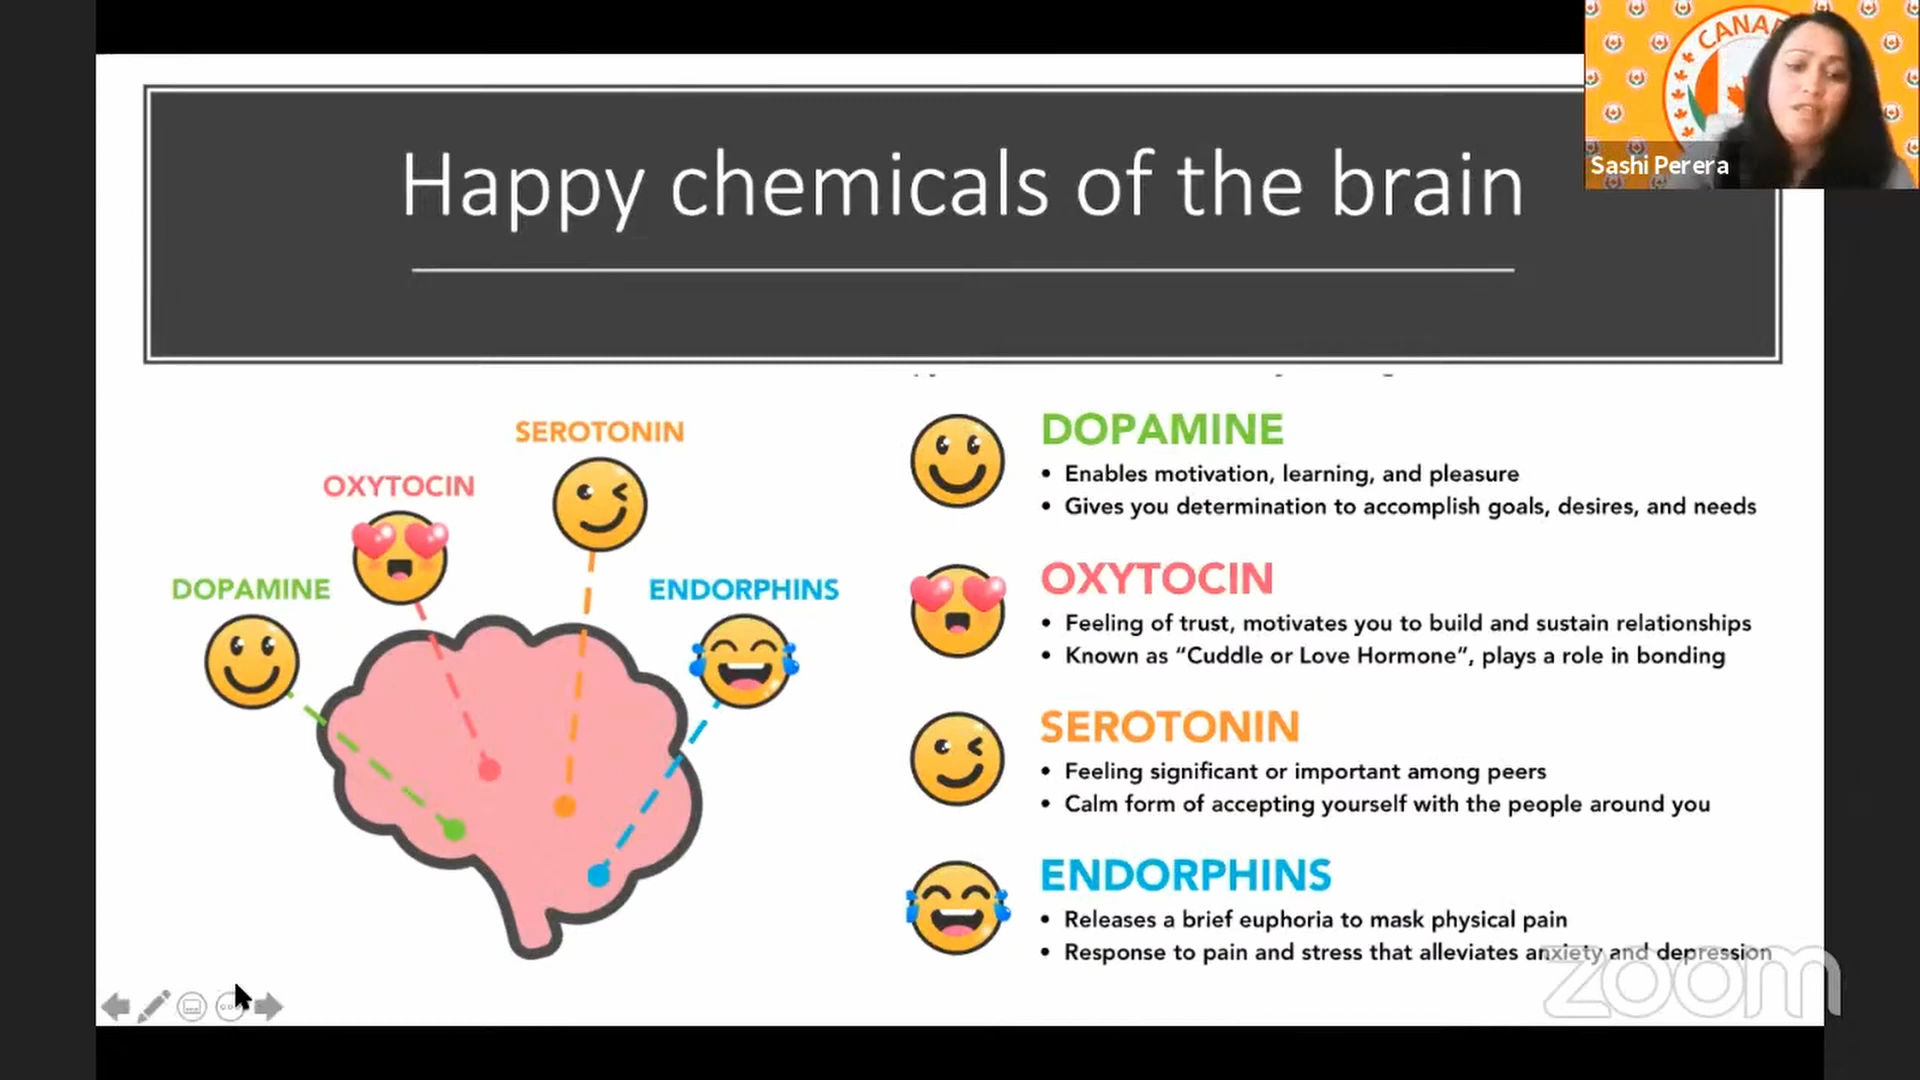 CANAD
Sashi Perera
Happy chemicals of the brain
SEROTONIN
OXYTOCIN
DOPAMINE
ENDORPHINS
DOPAMINE
• Enables motivation, learning, and pleasure
• Gives you determination to accomplish goals, desires, and needs
OXYTOCIN
• Feeling of trust, motivates you to build and sustain relationships
• Known as “Cuddle or Love Hormone”, plays a role in bonding
SEROTONIN
• Feeling significant or important among peers
• Calm form of accepting yourself with the people around you
ENDORPHINS
• Releases a brief euphoria to mask physical pain
• Response to pain and stress that alleviates anxiety and depression
zoom